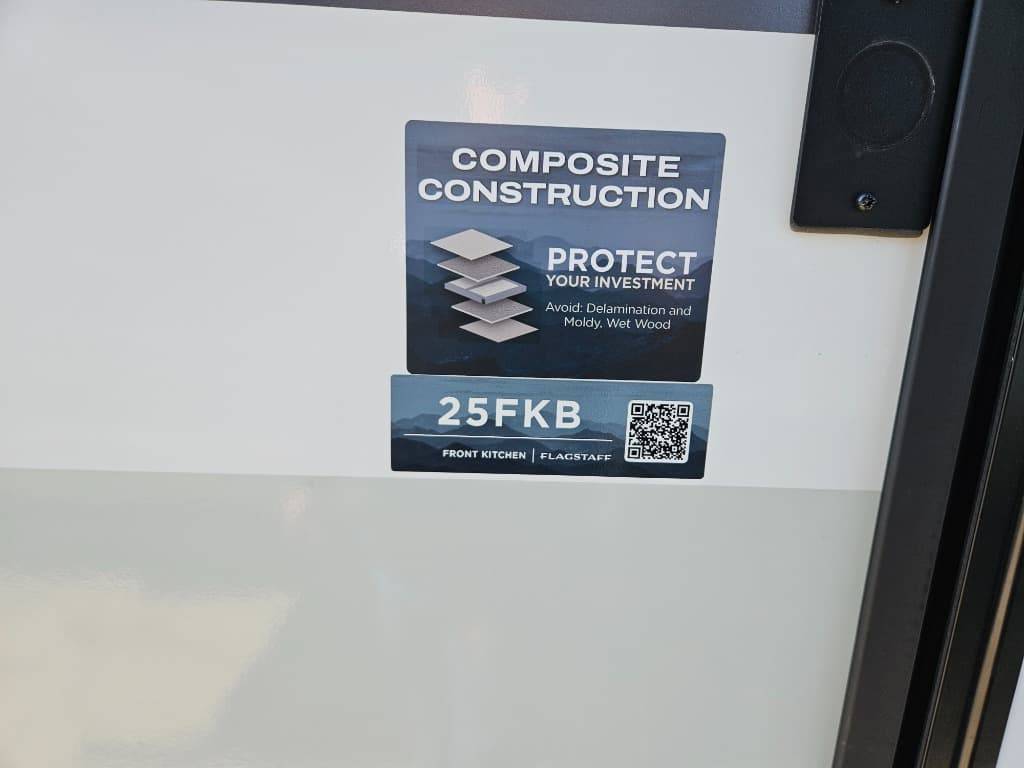 COMPOSITE
CONSTRUCTION
PROTECT
YOUR INVESTMENT
Avoid: Delamination and
Moldy, Wet Wood
25FKB
FRONT KITCHEN | FLAGSTAFF